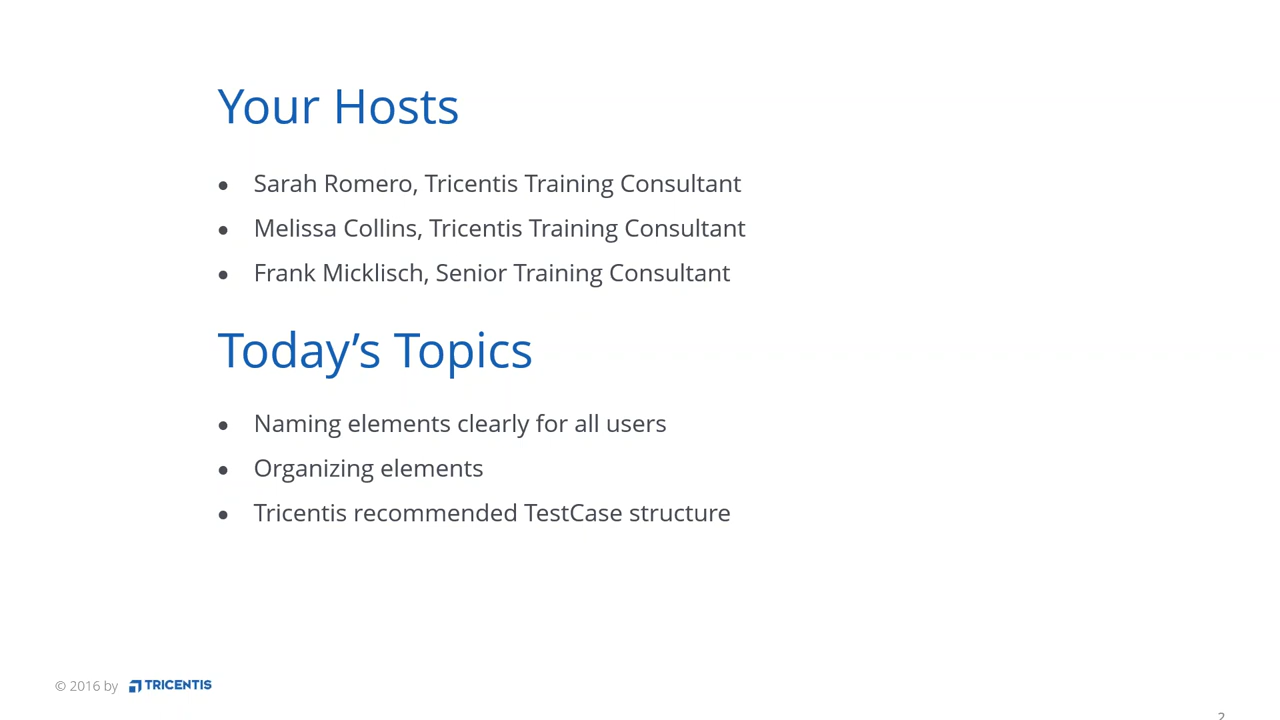 Your Hosts
• Sarah Romero, Tricentis Training Consultant
• Melissa Collins, Tricentis Training Consultant
• Frank Micklisch, Senior Training Consultant
Today’s Topics
• Naming elements clearly for all users
• Organizing elements
• Tricentis recommended TestCase structure
© 2016 by TRICENTIS
2